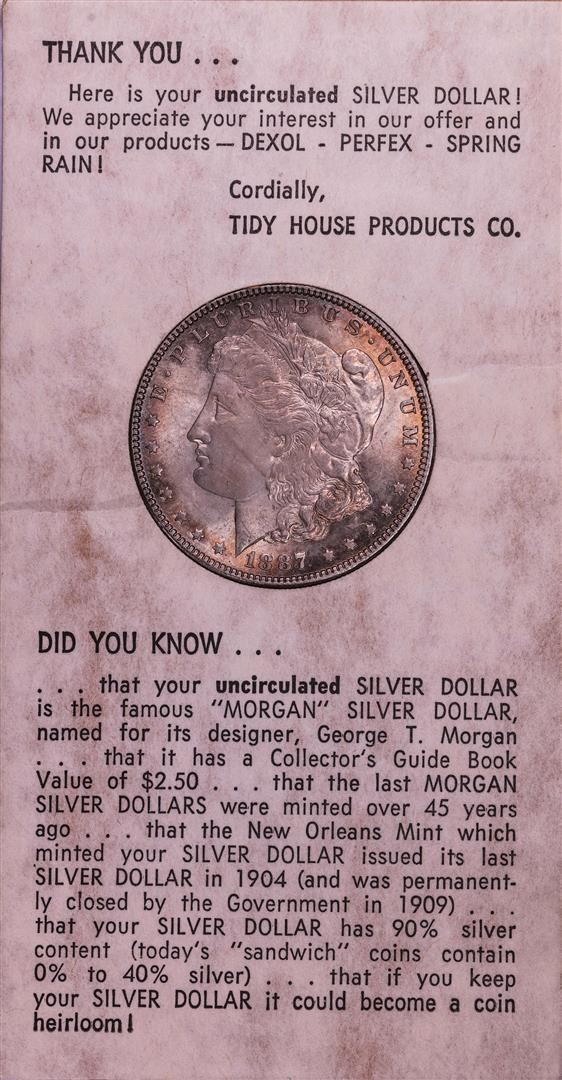 THANK YOU . . .
Here is your uncirculated SILVER DOLLAR!
We appreciate your interest in our offer and
in our products — DEXOL - PERFEX - SPRING
RAIN!
Cordially,
TIDY HOUSE PRODUCTS CO.
E · PLURIBUS · UNUM
1887
DID YOU KNOW . . .
. . . that your uncirculated SILVER DOLLAR
is the famous "MORGAN" SILVER DOLLAR,
named for its designer, George T. Morgan
. . . that it has a Collector's Guide Book
Value of $2.50 . . . that the last MORGAN
SILVER DOLLARS were minted over 45 years
ago . . . that the New Orleans Mint which
minted your SILVER DOLLAR issued its last
SILVER DOLLAR in 1904 (and was permanent-
ly closed by the Government in 1909) . . .
that your SILVER DOLLAR has 90% silver
content (today's "sandwich" coins contain
0% to 40% silver) . . . that if you keep
your SILVER DOLLAR it could become a coin
heirloom!